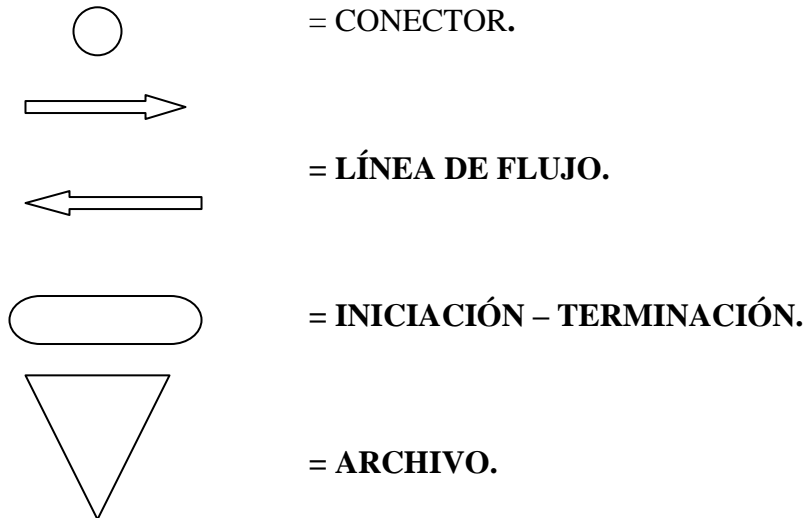 = CONECTOR.
= LÍNEA DE FLUJO.
= INICIACIÓN – TERMINACIÓN.
= ARCHIVO.